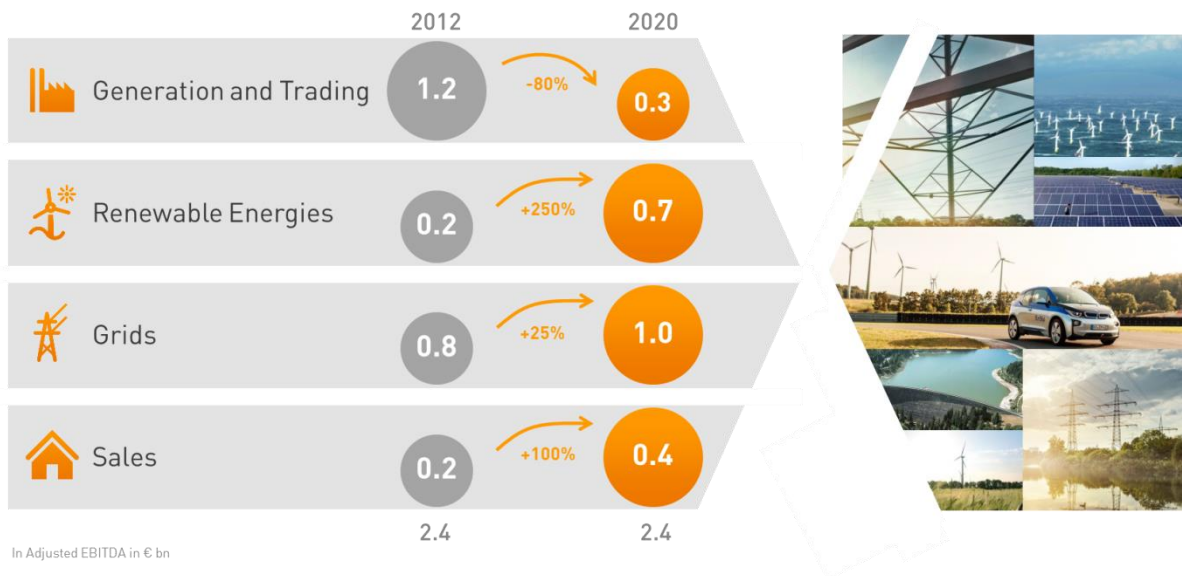 2012 2020
Generation and Trading 1.2 -80% 0.3
Renewable Energies 0.2 +250% 0.7
Grids 0.8 +25% 1.0
Sales 0.2 +100% 0.4
2.4 2.4
In Adjusted EBITDA in € bn